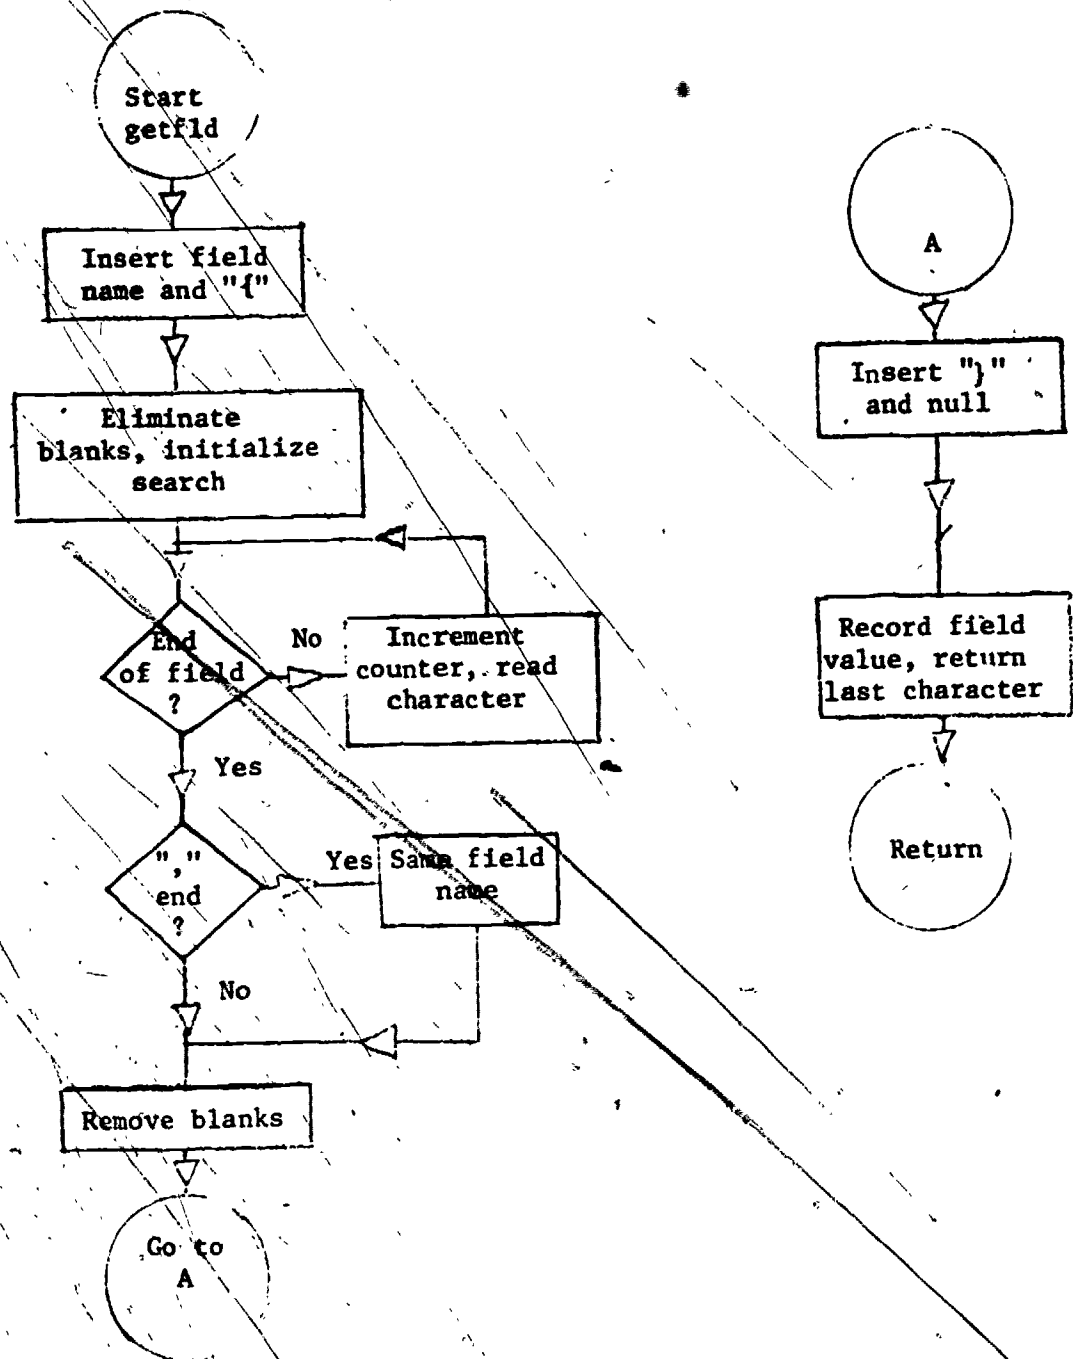 Start
getfld
Insert field
name and "{"
Eliminate
blanks, initialize
search
End
of field
?
No
Increment
counter, read
character
Yes
","
end
?
Yes
Same field
name
No
Remove blanks
Go to
A
A
Insert "}"
and null
Record field
value, return
last character
Return